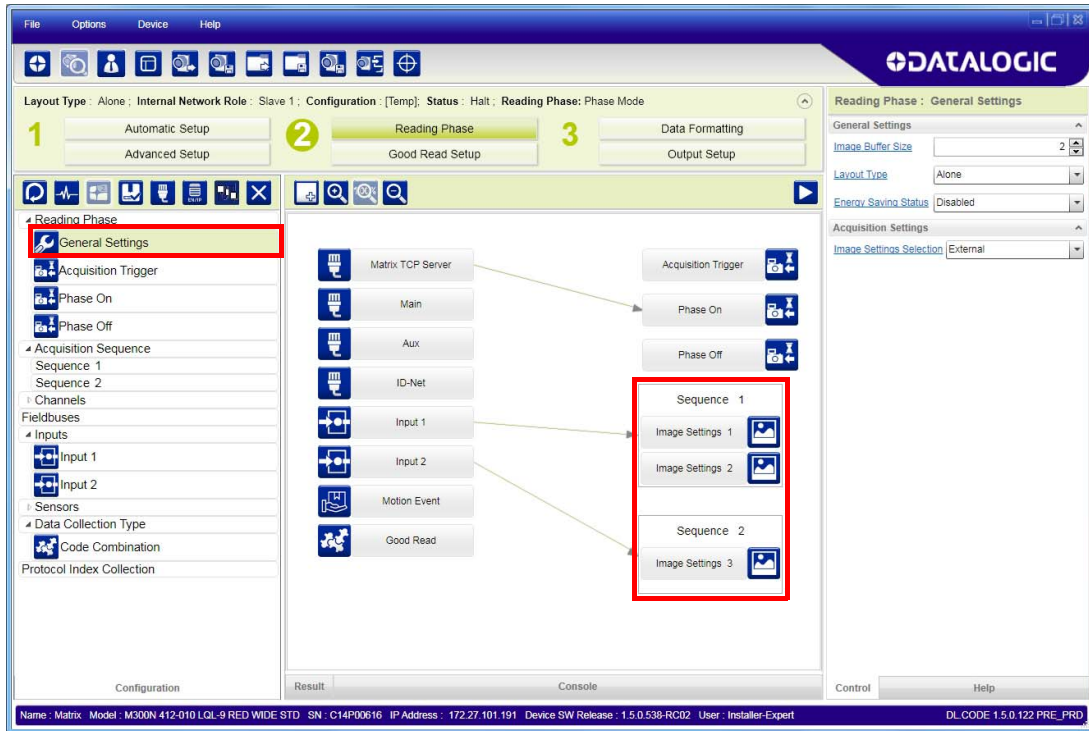 File Options Device Help
DATALOGIC
Layout Type : Alone ; Internal Network Role : Slave 1 ; Configuration : [Temp]; Status : Halt ; Reading Phase: Phase Mode
1 Automatic Setup
Advanced Setup
2 Reading Phase
Good Read Setup
3 Data Formatting
Output Setup
Reading Phase
General Settings
Acquisition Trigger
Phase On
Phase Off
Acquisition Sequence
Sequence 1
Sequence 2
Channels
Fieldbuses
Inputs
Input 1
Input 2
Sensors
Data Collection Type
Code Combination
Protocol Index Collection
Configuration
Matrix TCP Server
Main
Aux
ID-Net
Input 1
Input 2
Motion Event
Good Read
Acquisition Trigger
Phase On
Phase Off
Sequence 1
Image Settings 1
Image Settings 2
Sequence 2
Image Settings 3
Result Console
Reading Phase : General Settings
General Settings
Image Buffer Size 2
Layout Type Alone
Energy Saving Status Disabled
Acquisition Settings
Image Settings Selection External
Control Help
Name : Matrix Model : M300N 412-010 LQL-9 RED WIDE STD SN : C14P00616 IP Address : 172.27.101.191 Device SW Release : 1.5.0.538-RC02 User : Installer-Expert DL.CODE 1.5.0.122 PRE_PRD